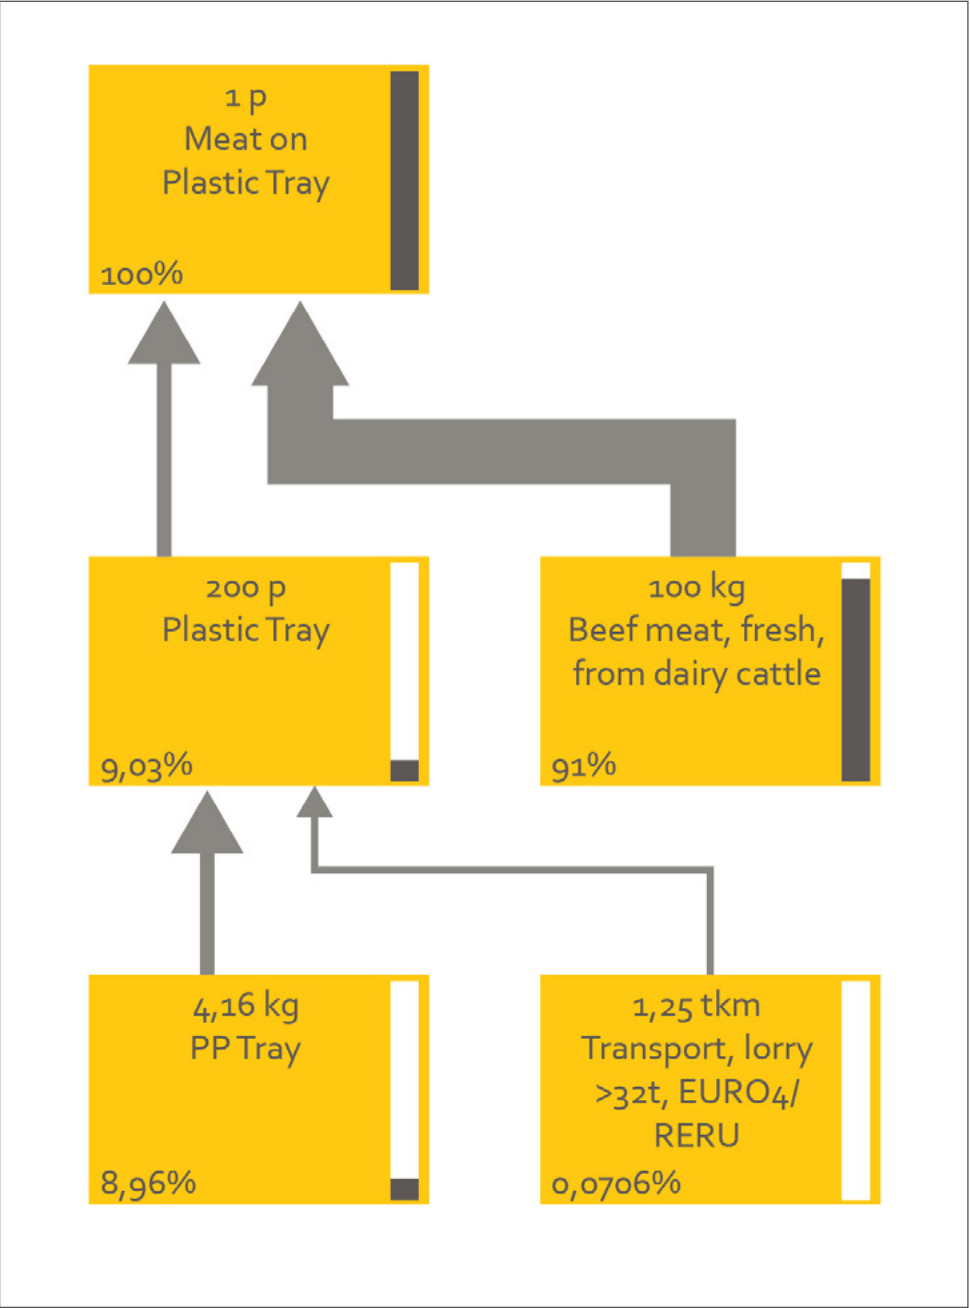 1 p
Meat on
Plastic Tray
100%
200 p
Plastic Tray
9,03%
100 kg
Beef meat, fresh,
from dairy cattle
91%
4,16 kg
PP Tray
8,96%
1,25 tkm
Transport, lorry
>32t, EURO4/
RERU
0,0706%